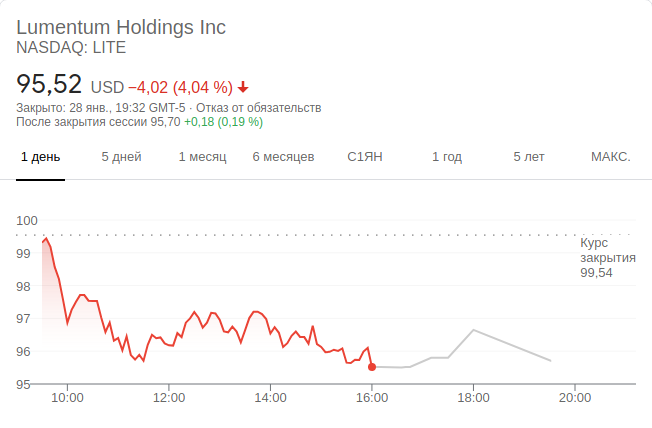 Lumentum Holdings Inc
NASDAQ: LITE
95,52 USD −4,02 (4,04 %)
Закрыто: 28 янв., 19:32 GMT-5 · Отказ от обязательств
После закрытия сессии 95,70 +0,18 (0,19 %)
1 день 5 дней 1 месяц 6 месяцев С1ЯН 1 год 5 лет МАКС.
100
Курс
закрытия
99,54
99
98
97
96
95
10:00 12:00 14:00 16:00 18:00 20:00